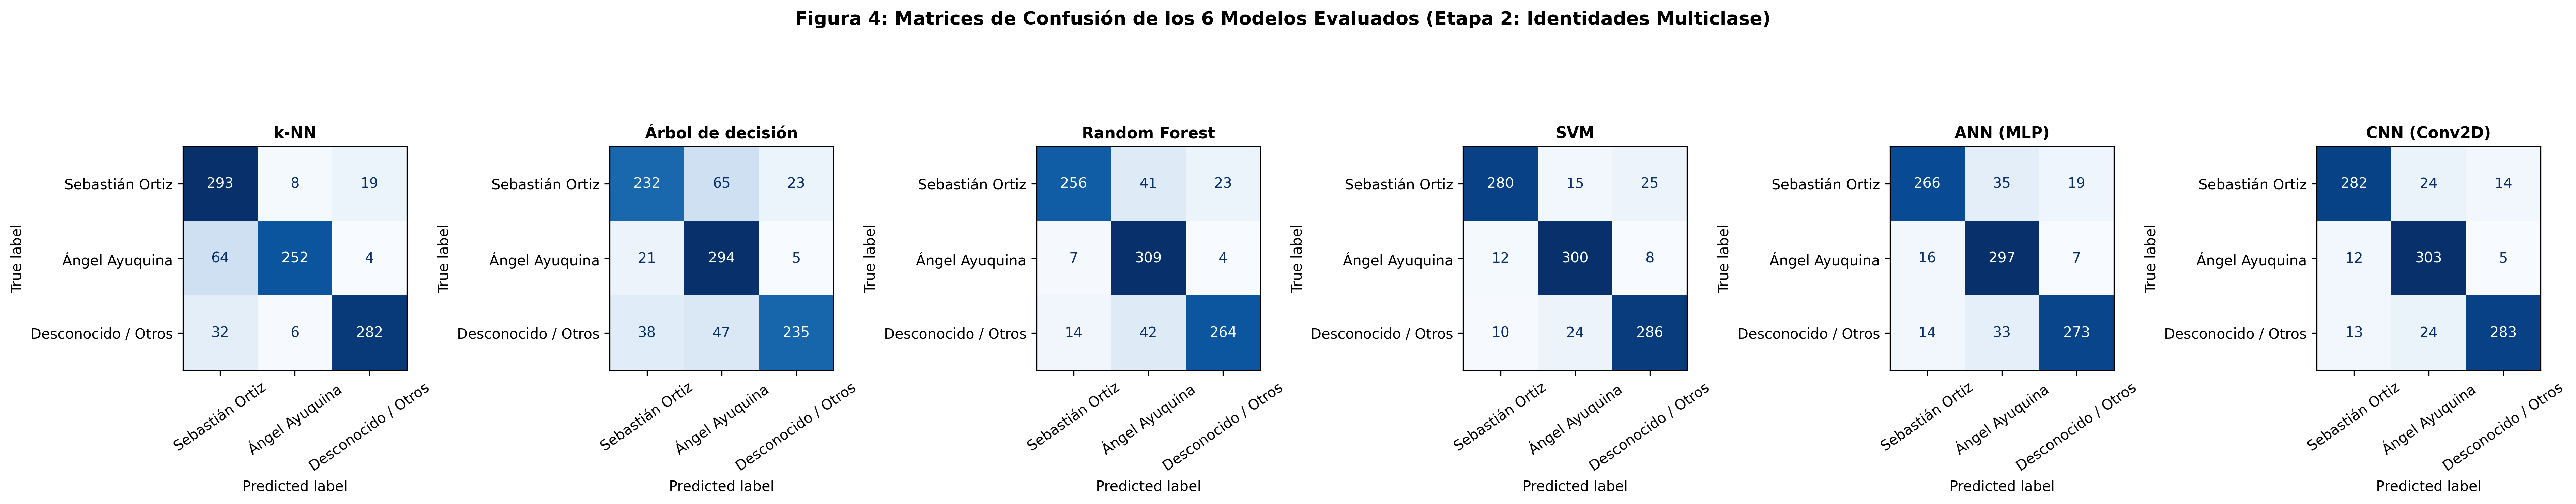 Figura 4: Matrices de Confusión de los 6 Modelos Evaluados (Etapa 2: Identidades Multiclase)
k-NN
True label
Sebastián Ortiz 293 8 19
Ángel Ayuquina 64 252 4
Desconocido / Otros 32 6 282
Sebastián Ortiz Ángel Ayuquina Desconocido / Otros
Predicted label
Árbol de decisión
True label
Sebastián Ortiz 232 65 23
Ángel Ayuquina 21 294 5
Desconocido / Otros 38 47 235
Sebastián Ortiz Ángel Ayuquina Desconocido / Otros
Predicted label
Random Forest
True label
Sebastián Ortiz 256 41 23
Ángel Ayuquina 7 309 4
Desconocido / Otros 14 42 264
Sebastián Ortiz Ángel Ayuquina Desconocido / Otros
Predicted label
SVM
True label
Sebastián Ortiz 280 15 25
Ángel Ayuquina 12 300 8
Desconocido / Otros 10 24 286
Sebastián Ortiz Ángel Ayuquina Desconocido / Otros
Predicted label
ANN (MLP)
True label
Sebastián Ortiz 266 35 19
Ángel Ayuquina 16 297 7
Desconocido / Otros 14 33 273
Sebastián Ortiz Ángel Ayuquina Desconocido / Otros
Predicted label
CNN (Conv2D)
True label
Sebastián Ortiz 282 24 14
Ángel Ayuquina 12 303 5
Desconocido / Otros 13 24 283
Sebastián Ortiz Ángel Ayuquina Desconocido / Otros
Predicted label